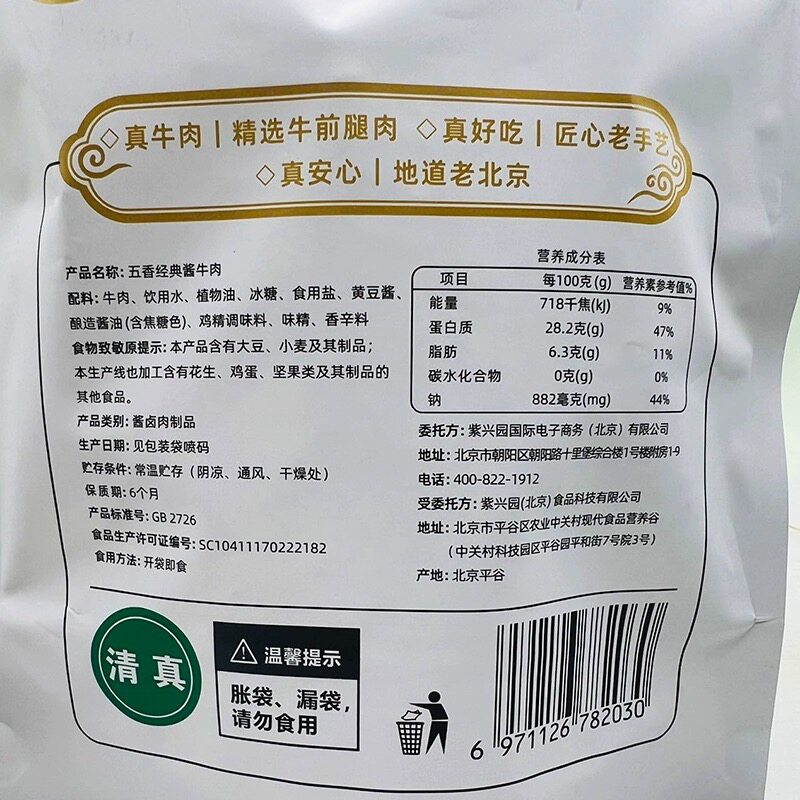 ◇真牛肉 | 精选牛前腿肉 ◇真好吃 | 匠心老手艺
◇真安心 | 地道老北京
产品名称: 五香经典酱牛肉
配料: 牛肉、饮用水、植物油、冰糖、食用盐、黄豆酱、
酿造酱油(含焦糖色)、鸡精调味料、味精、香辛料
食物致敏原提示: 本产品含有大豆、小麦及其制品;
本生产线也加工含有花生、鸡蛋、坚果类及其制品的
其他食品。
产品类别: 酱卤肉制品
生产日期: 见包装袋喷码
贮存条件: 常温贮存（阴凉、通风、干燥处）
保质期: 6个月
产品标准号: GB 2726
食品生产许可证编号: SC10411170222182
食用方法: 开袋即食
营养成分表
项目 每100克(g) 营养素参考值%
能量 718千焦(kJ) 9%
蛋白质 28.2克(g) 47%
脂肪 6.3克(g) 11%
碳水化合物 0克(g) 0%
钠 882毫克(mg) 44%
委托方: 紫兴园国际电子商务（北京）有限公司
地址: 北京市朝阳区朝阳路十里堡综合楼1号楼附房1-9
电话: 400-822-1912
受委托方: 紫兴园(北京)食品科技有限公司
地址: 北京市平谷区农业中关村现代食品营养谷
（中关村科技园区平谷园平和街7号院3号）
产地: 北京平谷
清真
温馨提示
胀袋、漏袋,
请勿食用
6 971126 782030